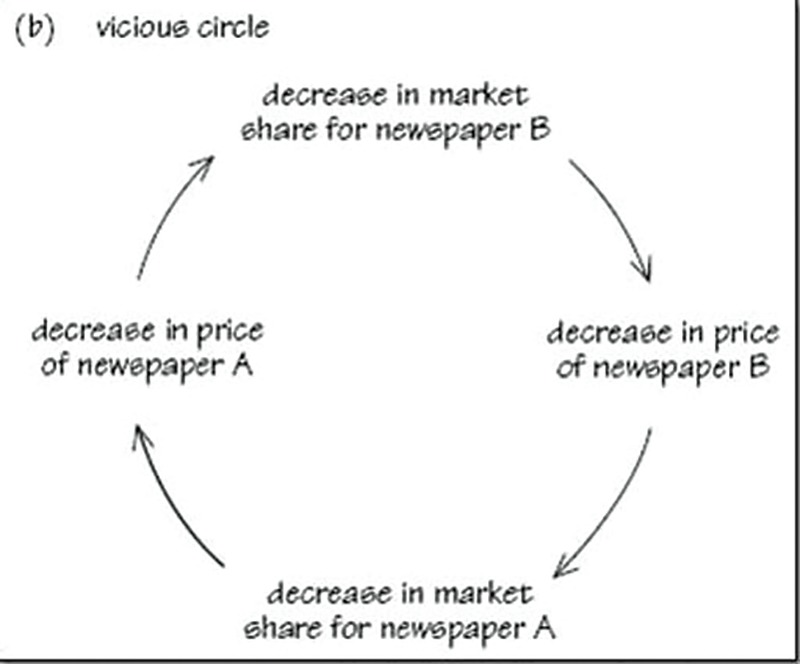 (b) vicious circle
decrease in market
share for newspaper B
decrease in price
of newspaper B
decrease in market
share for newspaper A
decrease in price
of newspaper A